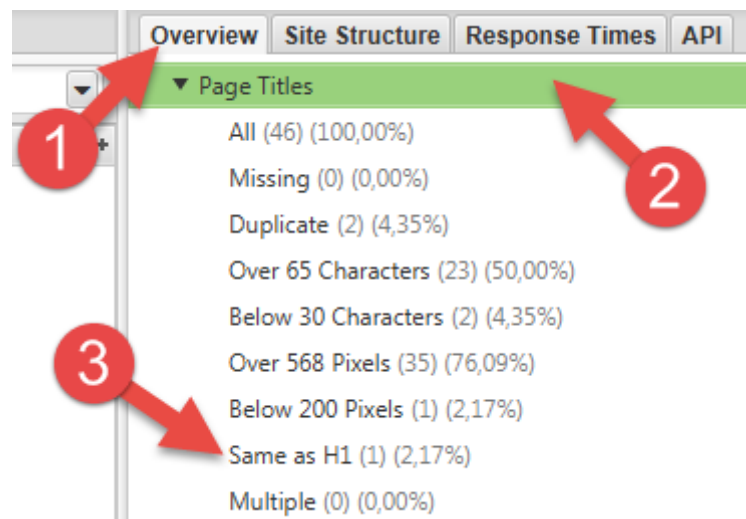 Overview Site Structure Response Times API
Page Titles
1
All (46) (100,00%)
Missing (0) (0,00%)
2
Duplicate (2) (4,35%)
Over 65 Characters (23) (50,00%)
Below 30 Characters (2) (4,35%)
3
Over 568 Pixels (35) (76,09%)
Below 200 Pixels (1) (2,17%)
Same as H1 (1) (2,17%)
Multiple (0) (0,00%)